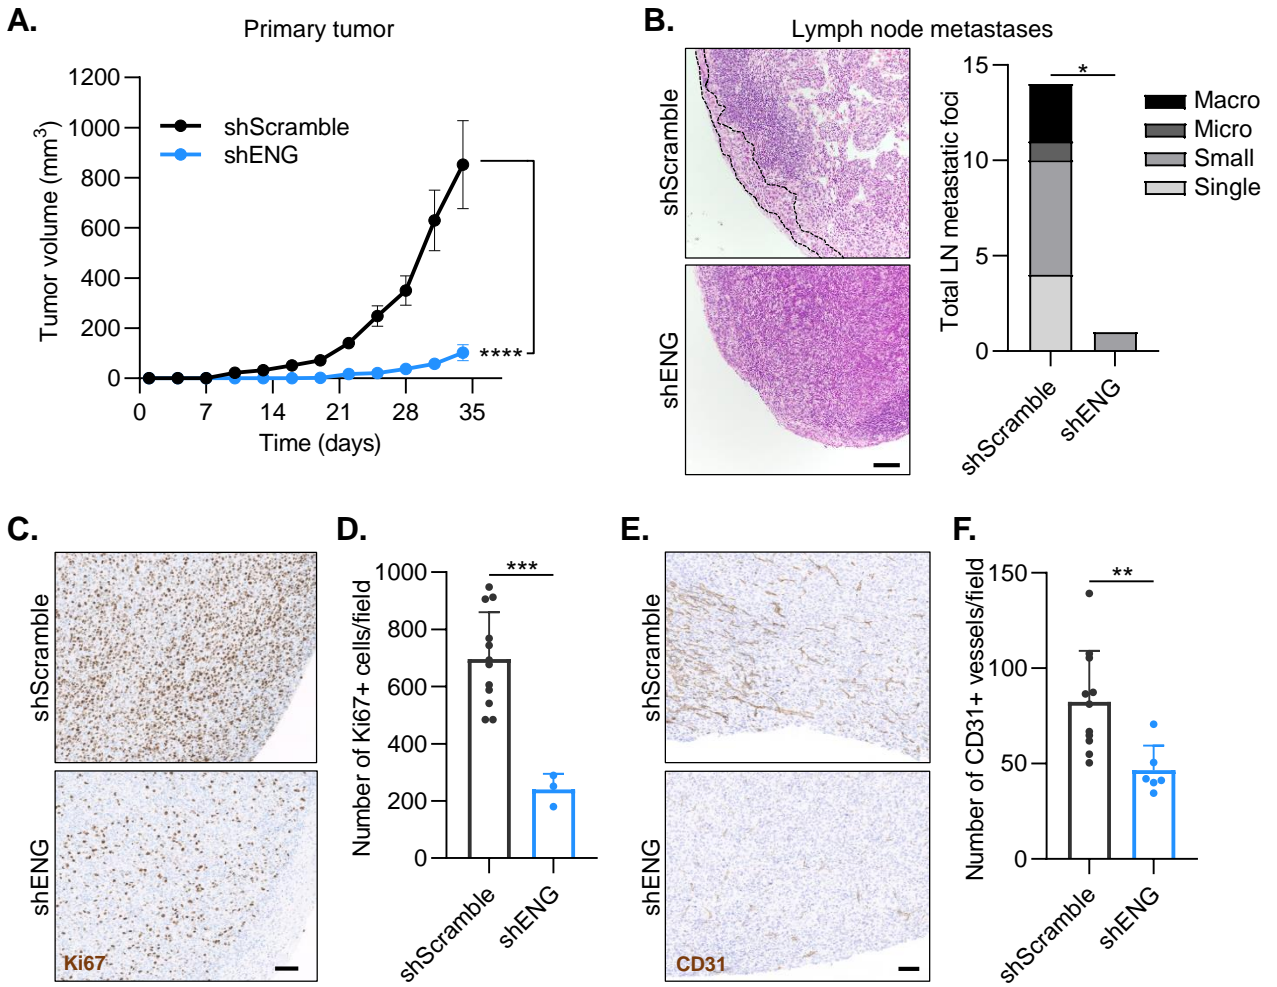 A.
Primary tumor
1200
1000
800
600
400
200
0
Tumor volume (mm³)
shScramble
shENG
****
0 7 14 21 28 35
Time (days)
B.
Lymph node metastases
shScramble
shENG
15
10
5
0
Total LN metastatic foci
*
Macro
Micro
Small
Single
shScramble
shENG
C.
shScramble
shENG
Ki67
D.
1000
800
600
400
200
0
Number of Ki67+ cells/field
***
shScramble
shENG
E.
shScramble
shENG
CD31
F.
150
100
50
0
Number of CD31+ vessels/field
**
shScramble
shENG